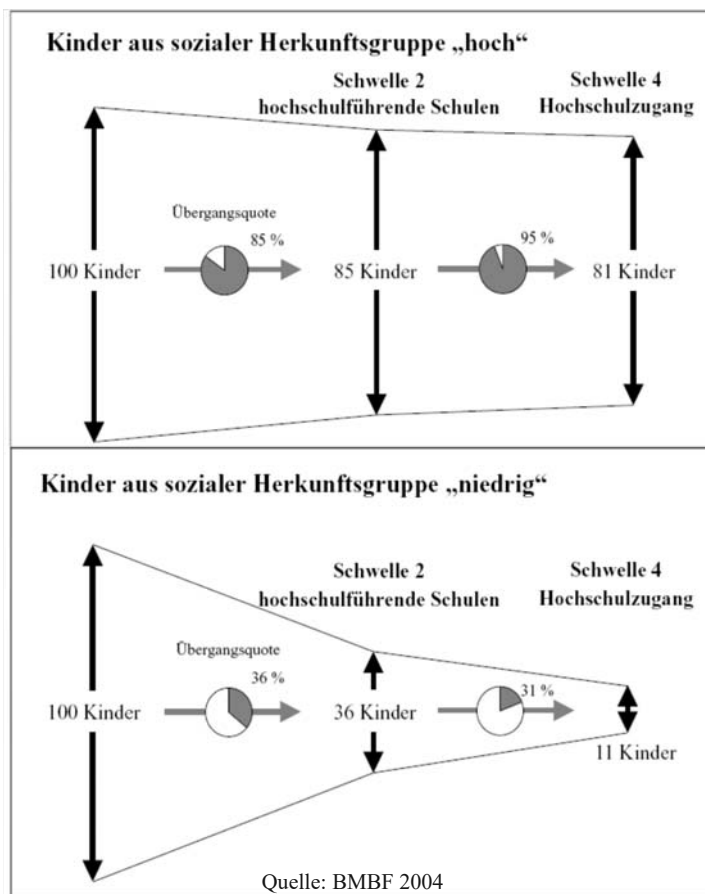 Kinder aus sozialer Herkunftsgruppe „hoch“
Schwelle 2
hochschulführende Schulen
Schwelle 4
Hochschulzugang
Übergangsquote
85 %
95 %
100 Kinder
85 Kinder
81 Kinder
Kinder aus sozialer Herkunftsgruppe „niedrig“
Schwelle 2
hochschulführende Schulen
Schwelle 4
Hochschulzugang
Übergangsquote
36 %
31 %
100 Kinder
36 Kinder
11 Kinder
Quelle: BMBF 2004